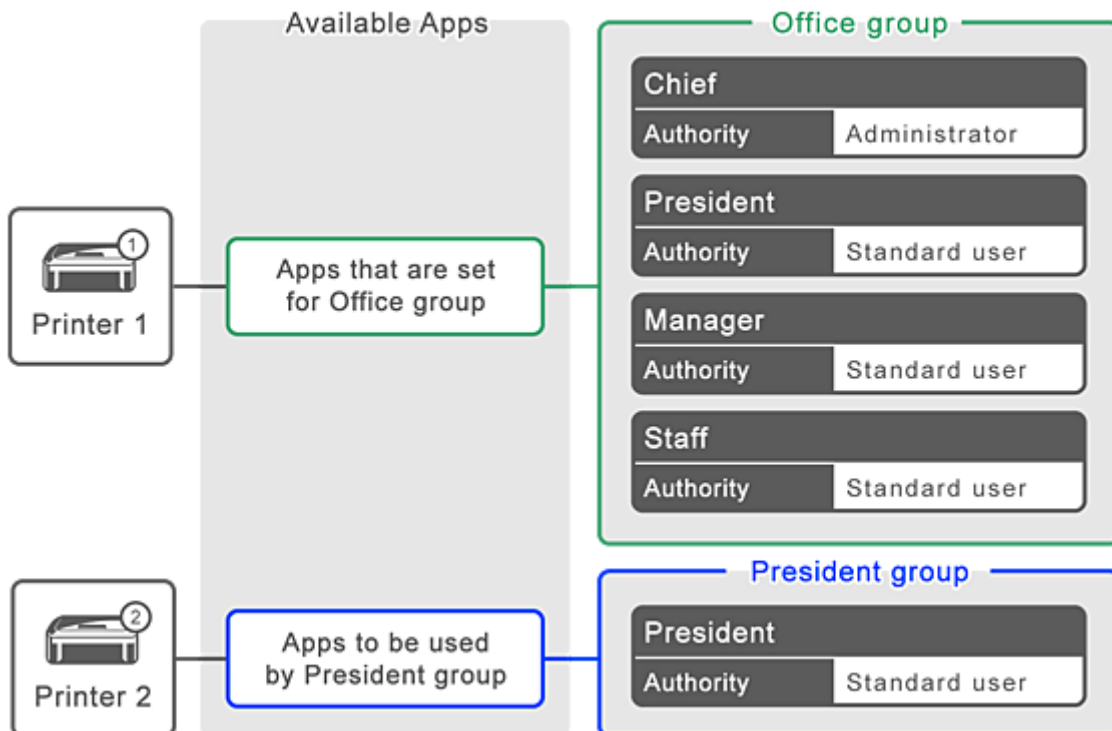 Available Apps
Office group
Chief
Authority Administrator
President
Authority Standard user
1
Printer 1
Apps that are set
for Office group
Manager
Authority Standard user
Staff
Authority Standard user
President group
2
Printer 2
Apps to be used
by President group
President
Authority Standard user